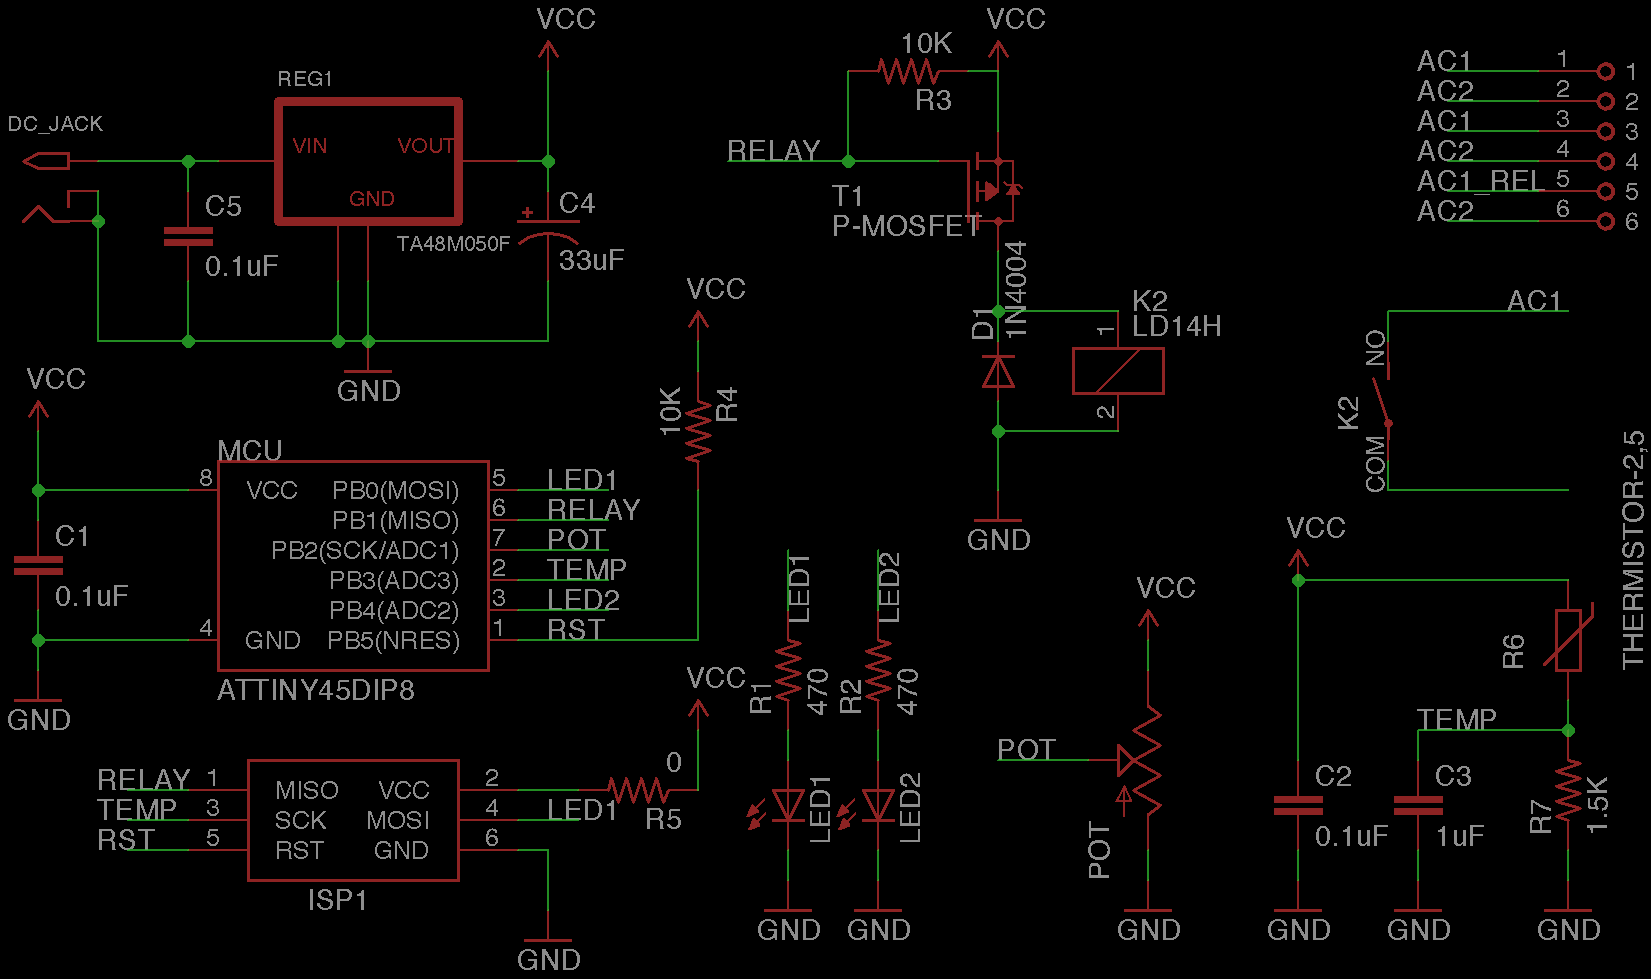 VCC
REG1
DC_JACK
VIN
VOUT
GND
C5
0.1uF
TA48M050F
C4
33uF
GND
VCC
10K
R3
RELAY
T1
P-MOSFET
D1
1N4004
K2
LD14H
1
2
GND
AC1 1 1
AC2 2 2
AC1 3 3
AC2 4 4
AC1_REL 5 5
AC2 6 6
AC1
NO
K2
COM
VCC
C1
0.1uF
GND
MCU
8 VCC PB0(MOSI) 5 LED1
PB1(MISO) 6 RELAY
PB2(SCK/ADC1) 7 POT
PB3(ADC3) 2 TEMP
PB4(ADC2) 3 LED2
4 GND PB5(NRES) 1 RST
ATTINY45DIP8
VCC
10K
R4
RELAY 1 MISO VCC 2
TEMP 3 SCK MOSI 4 LED1
RST 5 RST GND 6
ISP1
VCC
0
R5
GND
LED1
R1
470
LED1
GND
LED2
R2
470
LED2
GND
VCC
POT
POT
GND
VCC
R6
THERMISTOR-2,5
TEMP
C2
0.1uF
C3
1uF
R7
1.5K
GND
GND
GND